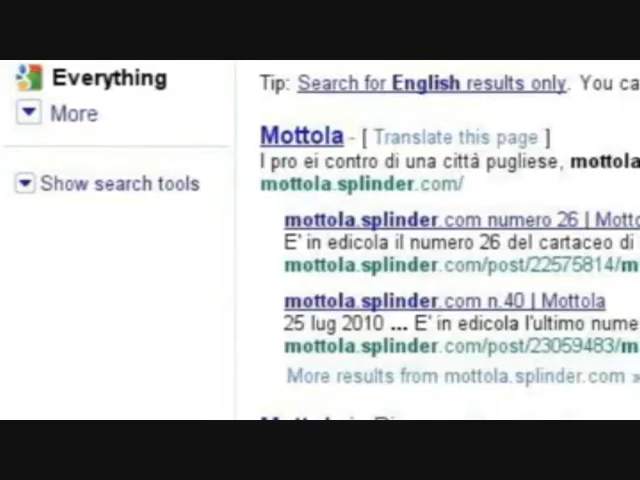 Everything
More
Show search tools
Tip: Search for English results only. You ca
Mottola - [ Translate this page ]
I pro ei contro di una città pugliese, mottola
mottola.splinder.com/
mottola.splinder.com numero 26 | Motto
E' in edicola il numero 26 del cartaceo di
mottola.splinder.com/post/22575814/m
mottola.splinder.com n.40 | Mottola
25 lug 2010 ... E' in edicola l'ultimo nume
mottola.splinder.com/post/23059483/m
More results from mottola.splinder.com »